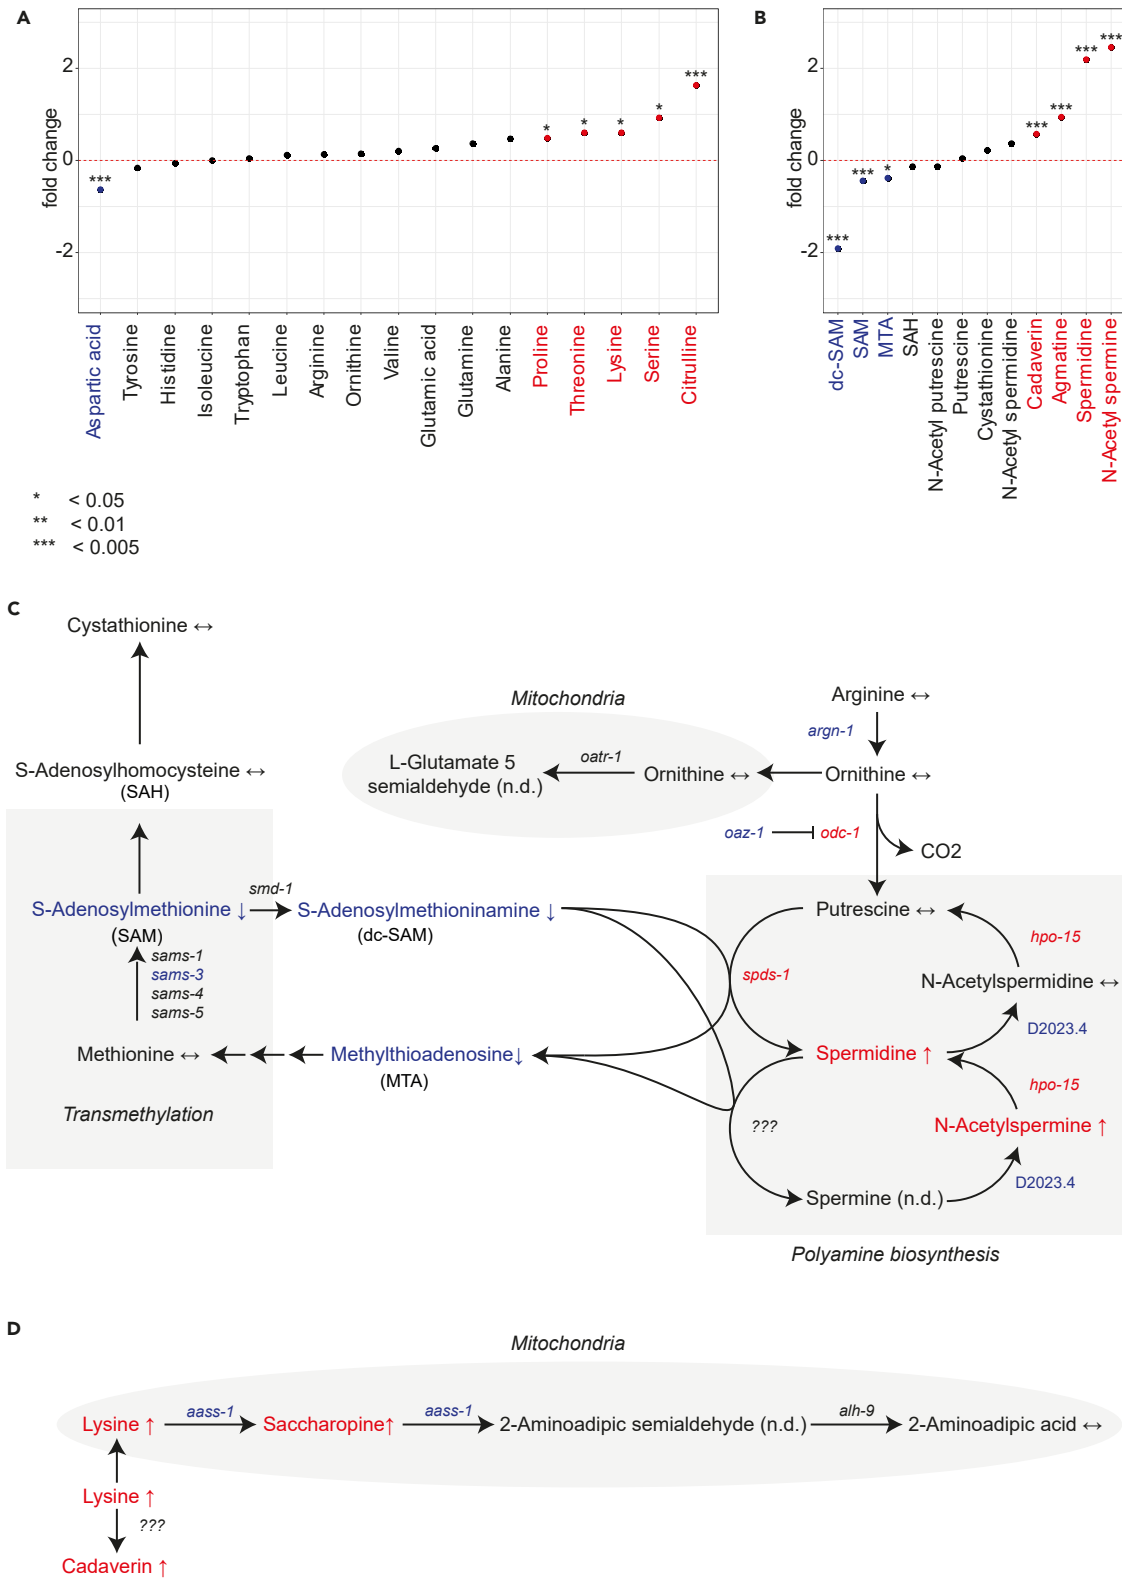 A
B
fold change
2
0
-2
***
*
*
*
*
***
Aspartic acid
Tyrosine
Histidine
Isoleucine
Tryptophan
Leucine
Arginine
Ornithine
Valine
Glutamic acid
Glutamine
Alanine
Proline
Threonine
Lysine
Serine
Citrulline
fold change
2
0
-2
***
***
*
***
***
***
***
dc-SAM
SAM
MTA
SAH
N-Acetyl putrescine
Putrescine
Cystathionine
N-Acetyl spermidine
Cadaverin
Agmatine
Spermidine
N-Acetyl spermine
* < 0.05
** < 0.01
*** < 0.005
C
Cystathionine ↔
Mitochondria
Arginine ↔
argn-1
S-Adenosylhomocysteine ↔
(SAH)
L-Glutamate 5
semialdehyde (n.d.)
oatr-1
Ornithine ↔
Ornithine ↔
oaz-1
odc-1
CO2
S-Adenosylmethionine ↓
(SAM)
smd-1
S-Adenosylmethioninamine ↓
(dc-SAM)
Putrescine ↔
hpo-15
sams-1
sams-3
sams-4
sams-5
spds-1
N-Acetylspermidine ↔
D2023.4
Methionine ↔
Methylthioadenosine↓
(MTA)
Spermidine ↑
hpo-15
Transmethylation
???
N-Acetylspermine ↑
D2023.4
Spermine (n.d.)
Polyamine biosynthesis
D
Mitochondria
Lysine ↑
aass-1
Saccharopine↑
aass-1
2-Aminoadipic semialdehyde (n.d.)
alh-9
2-Aminoadipic acid ↔
Lysine ↑
???
Cadaverin ↑